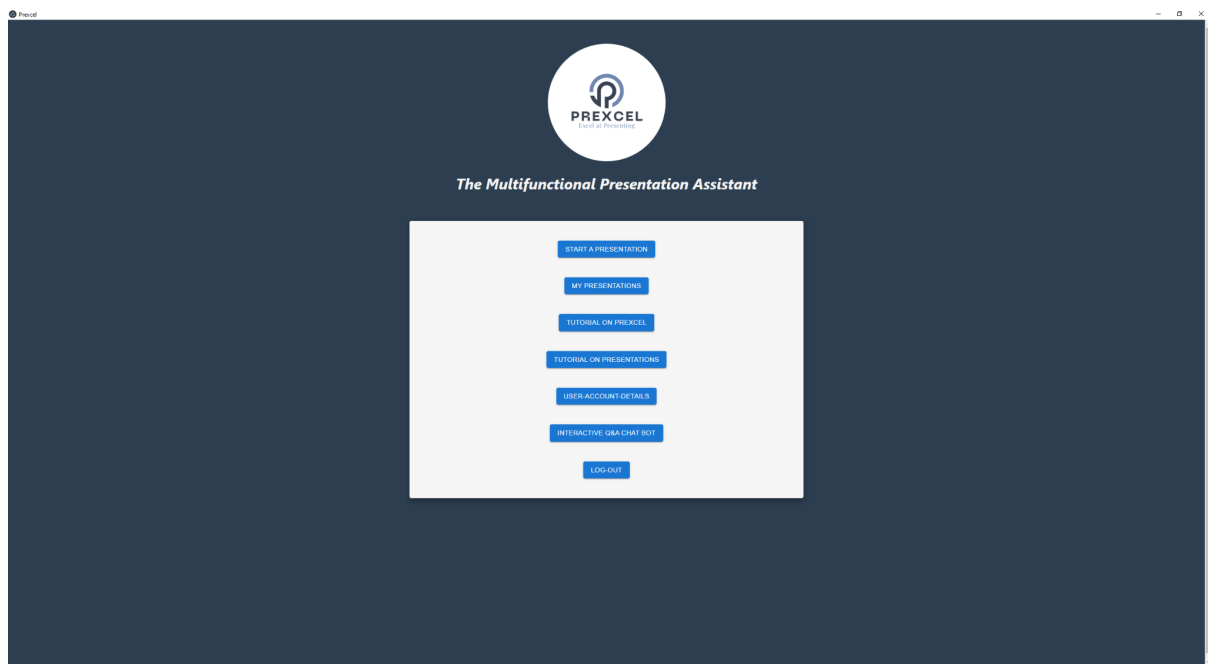 Prexcel
PREXCEL
Excel at Presenting
The Multifunctional Presentation Assistant
START A PRESENTATION
MY PRESENTATIONS
TUTORIAL ON PREXCEL
TUTORIAL ON PRESENTATIONS
USER-ACCOUNT-DETAILS
INTERACTIVE Q&A CHAT BOT
LOG-OUT